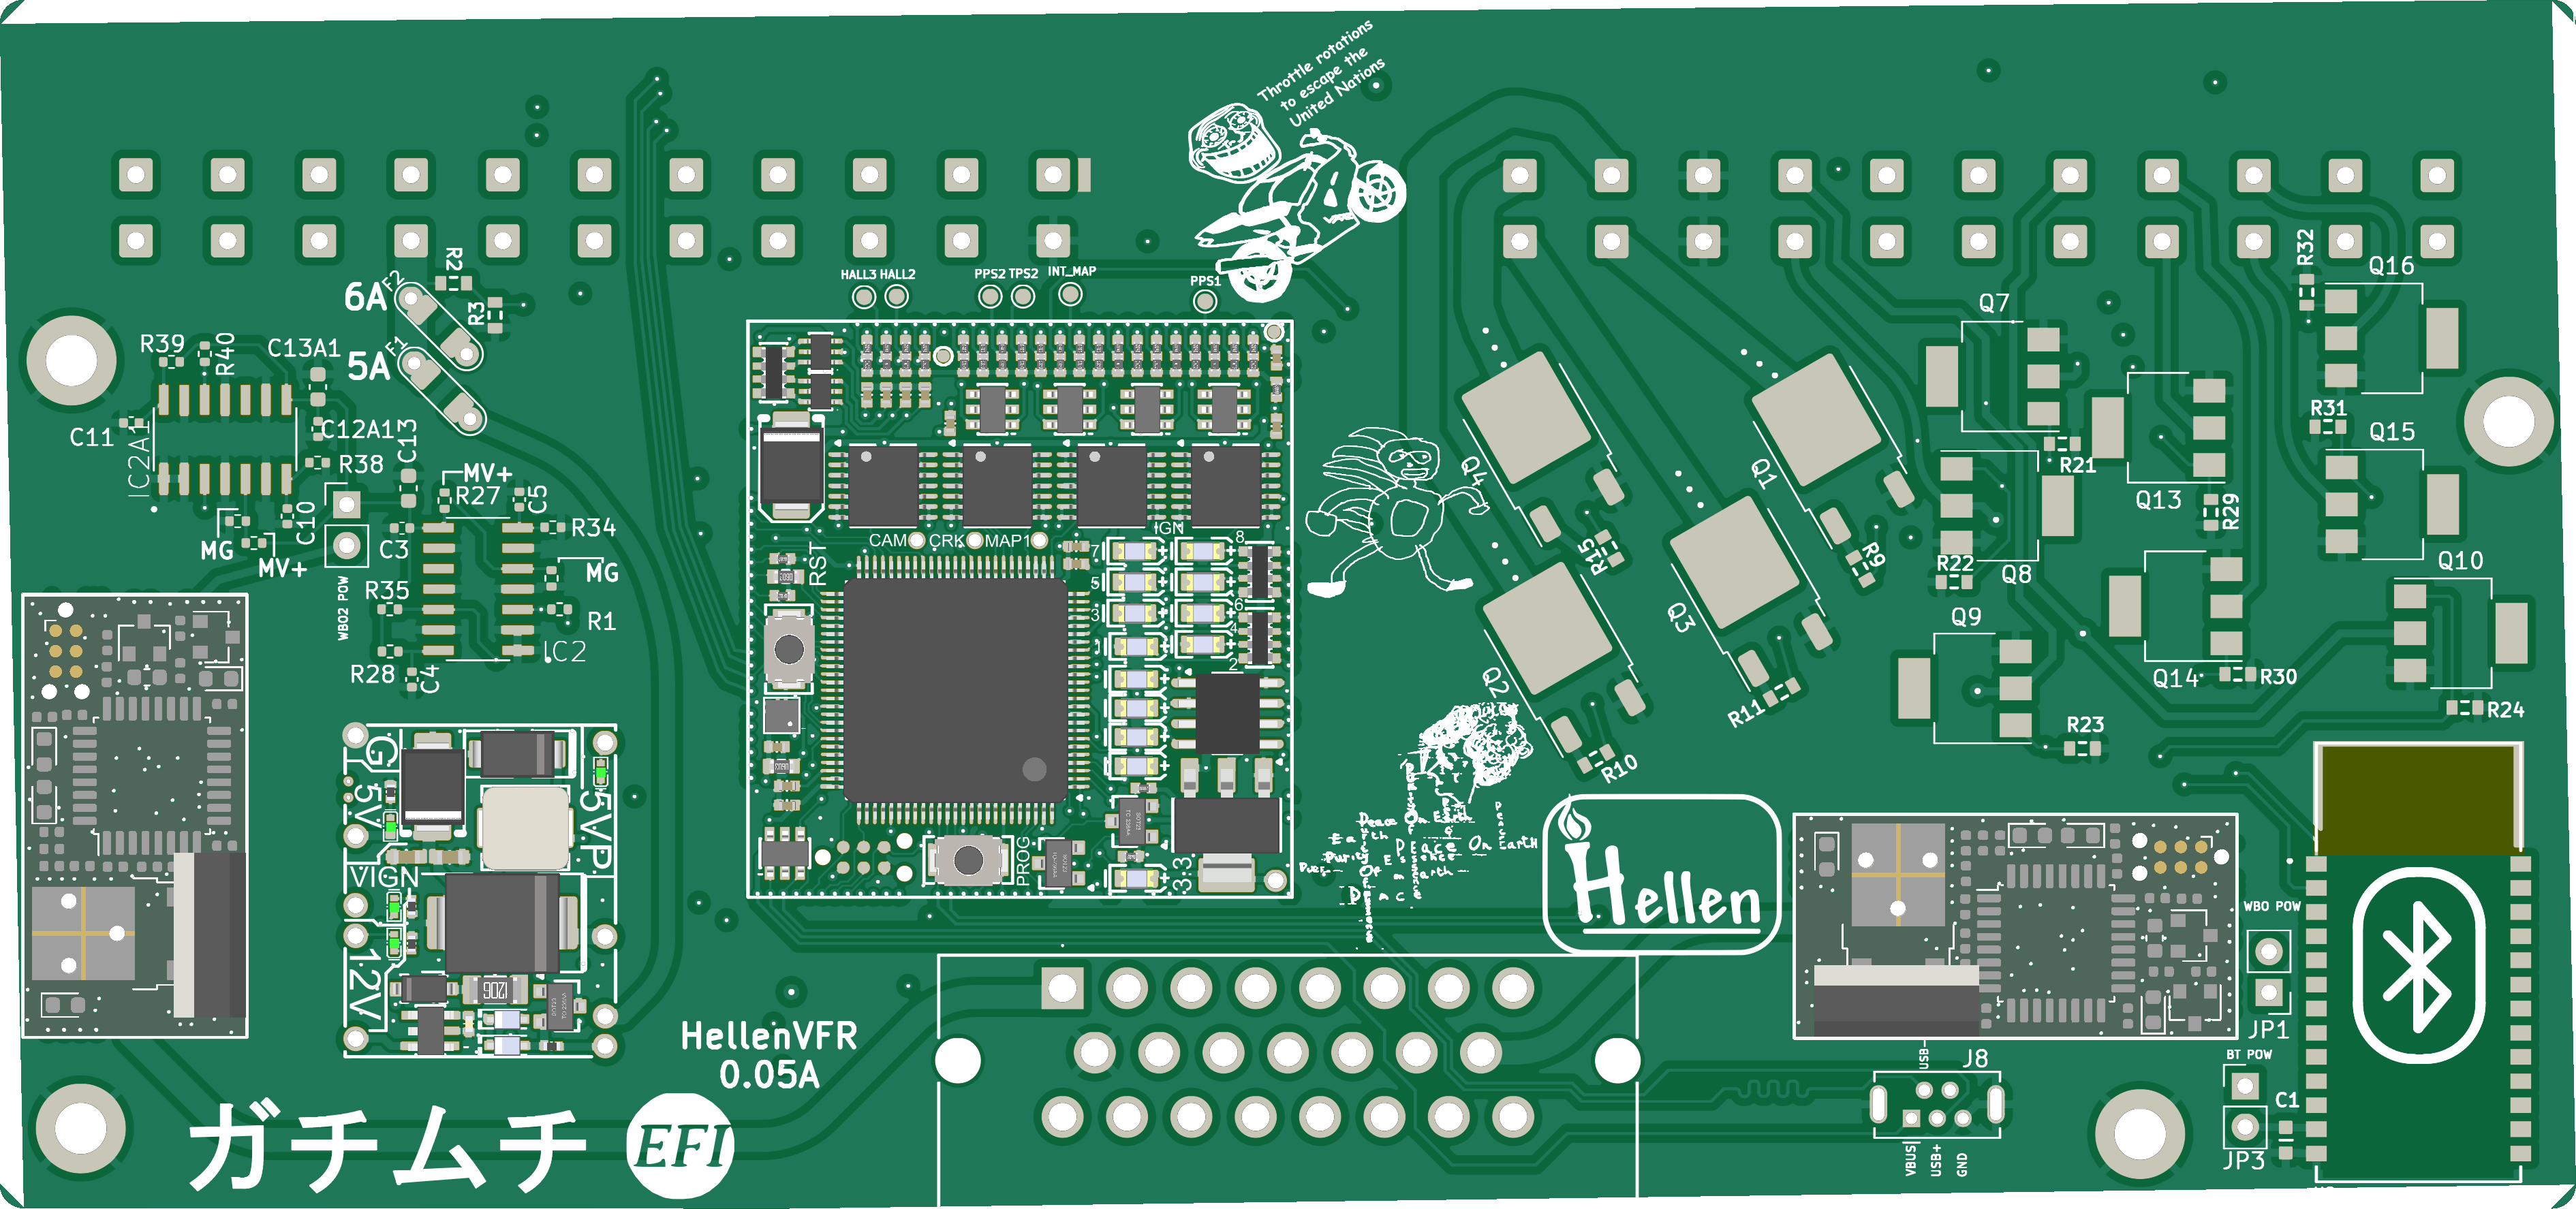 Throttle rotations
to escape the
United Nations
HALL3 HALL2
PPS2 TPS2 INT_MAP
PPS1
6A
F2
R2
R3
5A
F1
R39
R40
C13A1
C11
IC2A1
C12A1
C13
R38
MV+
R27
C5
C10
MG
MV+
C3
R34
MG
WBO2 POW
R35
R1
R28
C4
IC2
CAM
CRK
MAP1
IGN
RST
7
8
5
3
6
1
4
2
PROG
3:3
G
5V
5VP
VIGN
12V
1206
HellenVFR
0.05A
ガチムチ
EFI
Peace On Earth
Hellen
Q4
R15
Q1
R9
Q3
R11
Q2
R10
Q7
R21
Q13
R29
R22
Q8
Q9
R23
Q14
R30
R32
Q16
R31
Q15
Q10
R24
WBO POW
JP1
BT POW
JP3
C1
J8
USB-
VBUS
USB+
GND